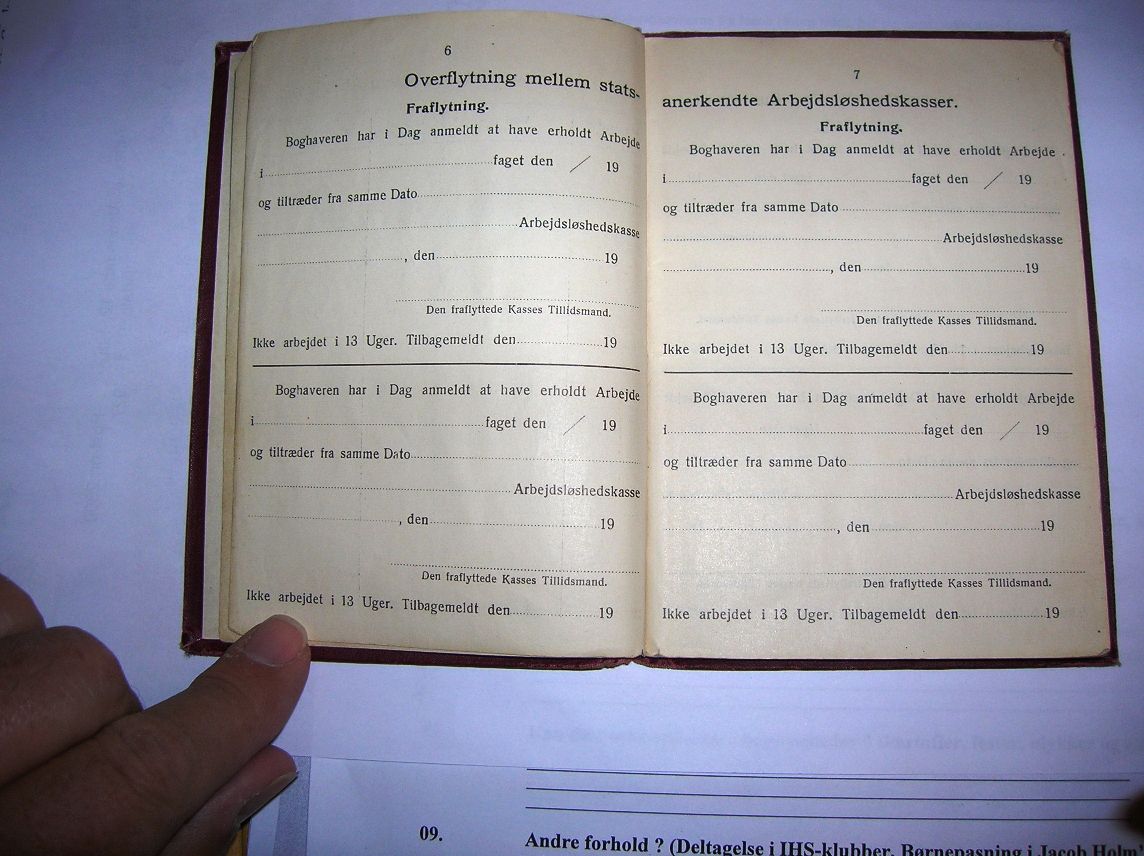 6
Overflytning mellem stats-
Fraflytning.
Boghaveren har i Dag anmeldt at have erholdt Arbejde
i faget den / 19
og tiltræder fra samme Dato
Arbejdsløshedskasse
, den 19
Den fraflyttede Kasses Tillidsmand.
Ikke arbejdet i 13 Uger. Tilbagemeldt den 19
Boghaveren har i Dag anmeldt at have erholdt Arbejde
i faget den / 19
og tiltræder fra samme Dato
Arbejdsløshedskasse
, den 19
Den fraflyttede Kasses Tillidsmand.
Ikke arbejdet i 13 Uger. Tilbagemeldt den 19
7
anerkendte Arbejdsløshedskasser.
Fraflytning.
Boghaveren har i Dag anmeldt at have erholdt Arbejde
i faget den / 19
og tiltræder fra samme Dato
Arbejdsløshedskasse
, den 19
Den fraflyttede Kasses Tillidsmand.
Ikke arbejdet i 13 Uger. Tilbagemeldt den 19
Boghaveren har i Dag anmeldt at have erholdt Arbejde
i faget den / 19
og tiltræder fra samme Dato
Arbejdsløshedskasse
, den 19
Den fraflyttede Kasses Tillidsmand.
Ikke arbejdet i 13 Uger. Tilbagemeldt den 19
09. Andre forhold ? (Deltagelse i IHS-klubber, Børnepasning i Jacob Holm